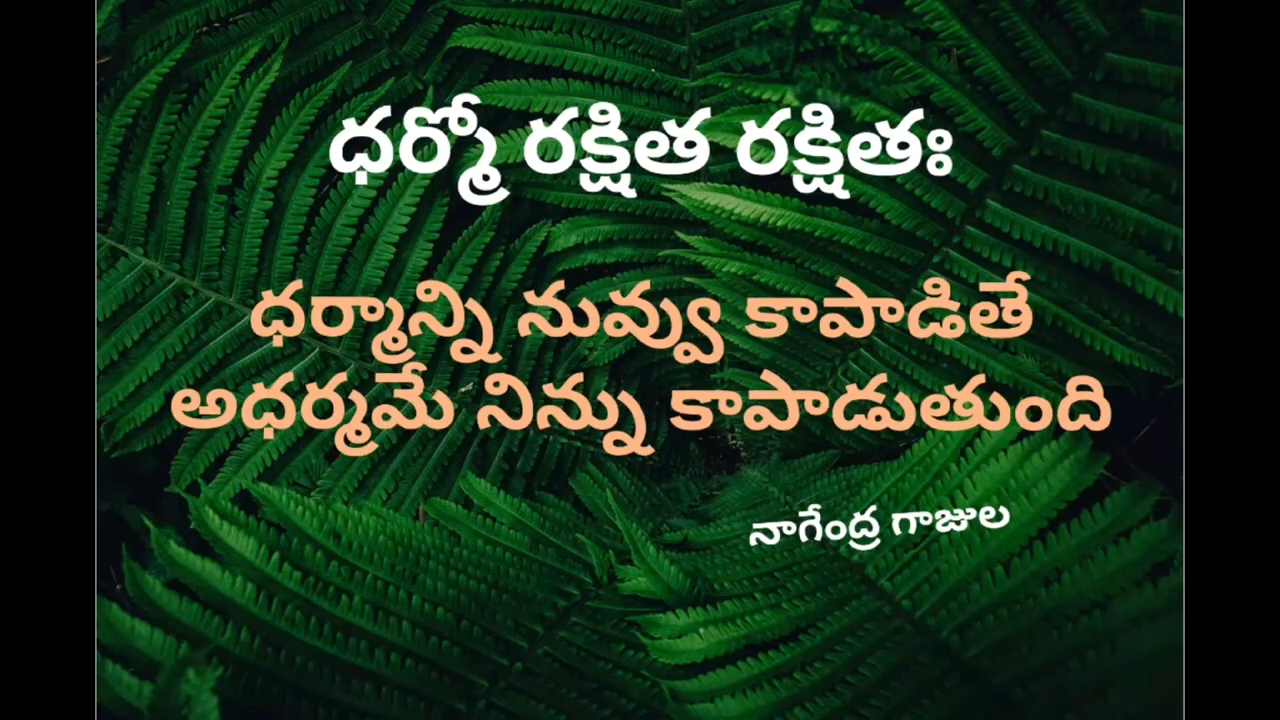 ధర్మో రక్షిత రక్షితః
ధర్మాన్ని నువ్వు కాపాడితే
అధర్మమే నిన్ను కాపాడుతుంది
నాగేంద్ర గాజుల